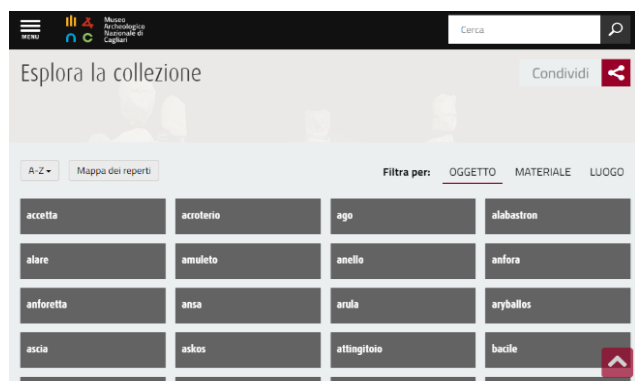 MENU
Museo
Archeologico
Nazionale di
Cagliari
Cerca
Esplora la collezione
Condividi
A-Z
Mappa dei reperti
Filtra per: OGGETTO MATERIALE LUOGO
accetta acroterio ago alabastron
alare amuleto anello anfora
anforetta ansa arula aryballos
ascia askos attingitoio bacile